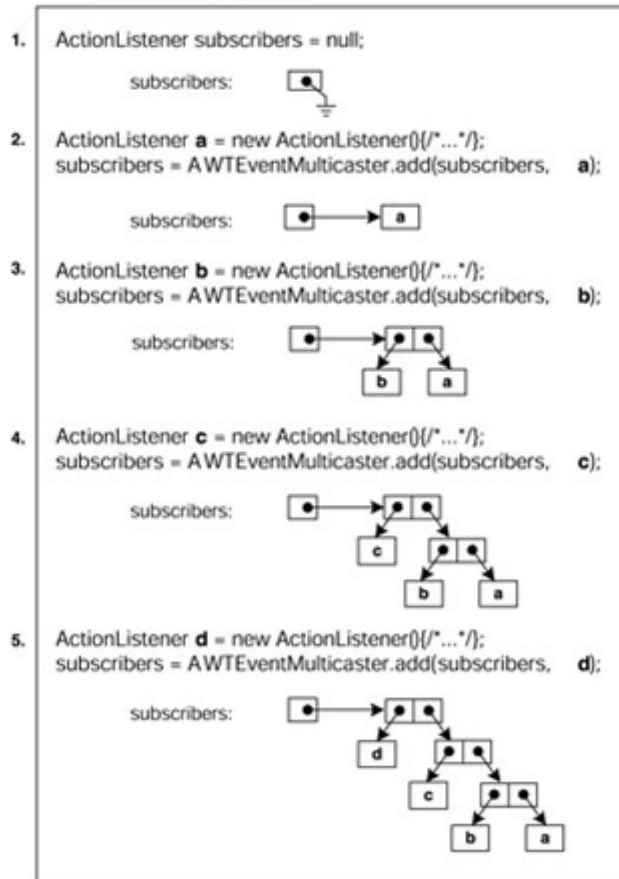 1. ActionListener subscribers = null;
subscribers:
2. ActionListener a = new ActionListener(){/*...*/};
subscribers = AWTEventMulticaster.add(subscribers, a);
subscribers: a
3. ActionListener b = new ActionListener(){/*...*/};
subscribers = AWTEventMulticaster.add(subscribers, b);
subscribers:
b a
4. ActionListener c = new ActionListener(){/*...*/};
subscribers = AWTEventMulticaster.add(subscribers, c);
subscribers:
c
b a
5. ActionListener d = new ActionListener(){/*...*/};
subscribers = AWTEventMulticaster.add(subscribers, d);
subscribers:
d
c
b a